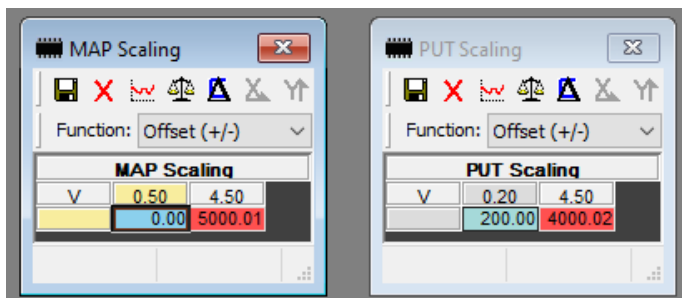 MAP Scaling
Function: Offset (+/-)
MAP Scaling
V 0.50 4.50
0.00 5000.01
PUT Scaling
Function: Offset (+/-)
PUT Scaling
V 0.20 4.50
200.00 4000.02